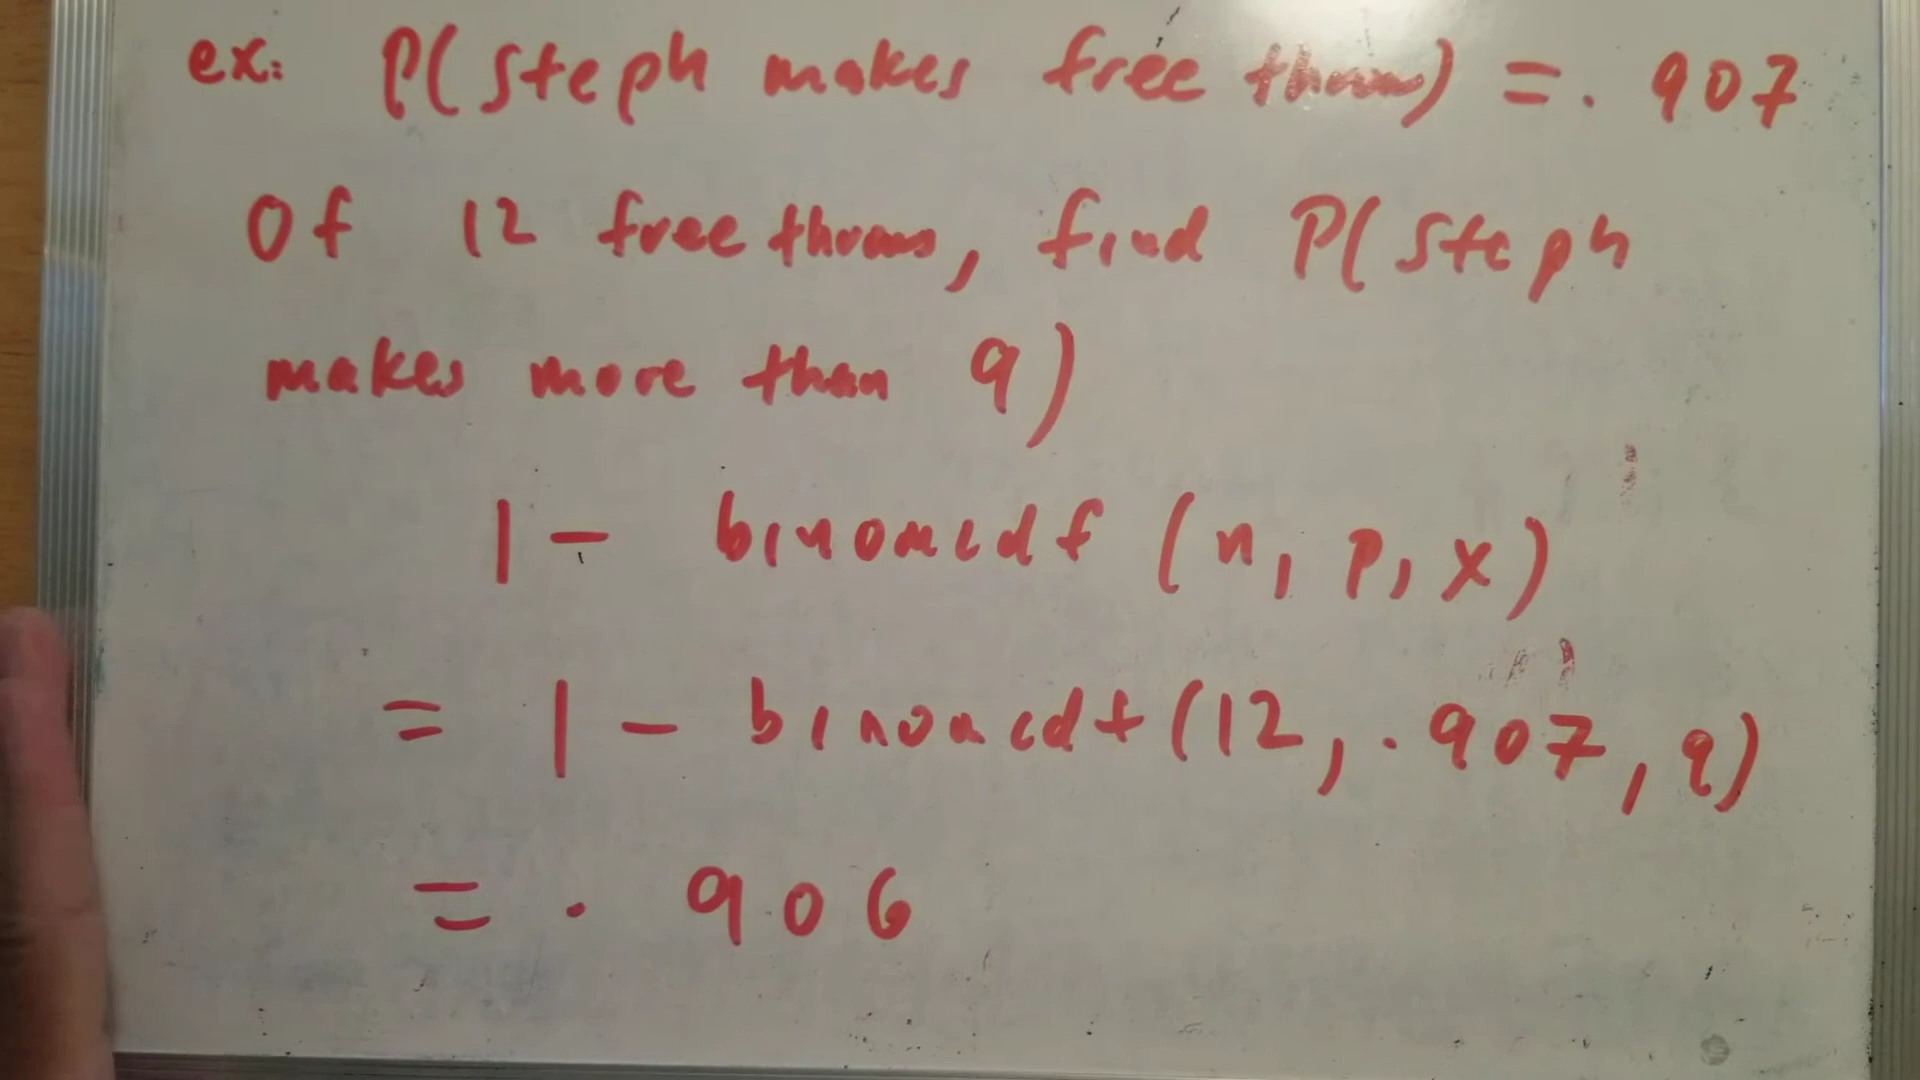 ex: P(Steph makes free throw) = .907
Of 12 free throws, find P(Steph
makes more than 9)
1 - binomcdf (n, p, x)
= 1 - binomcdf(12, .907, 9)
= .906